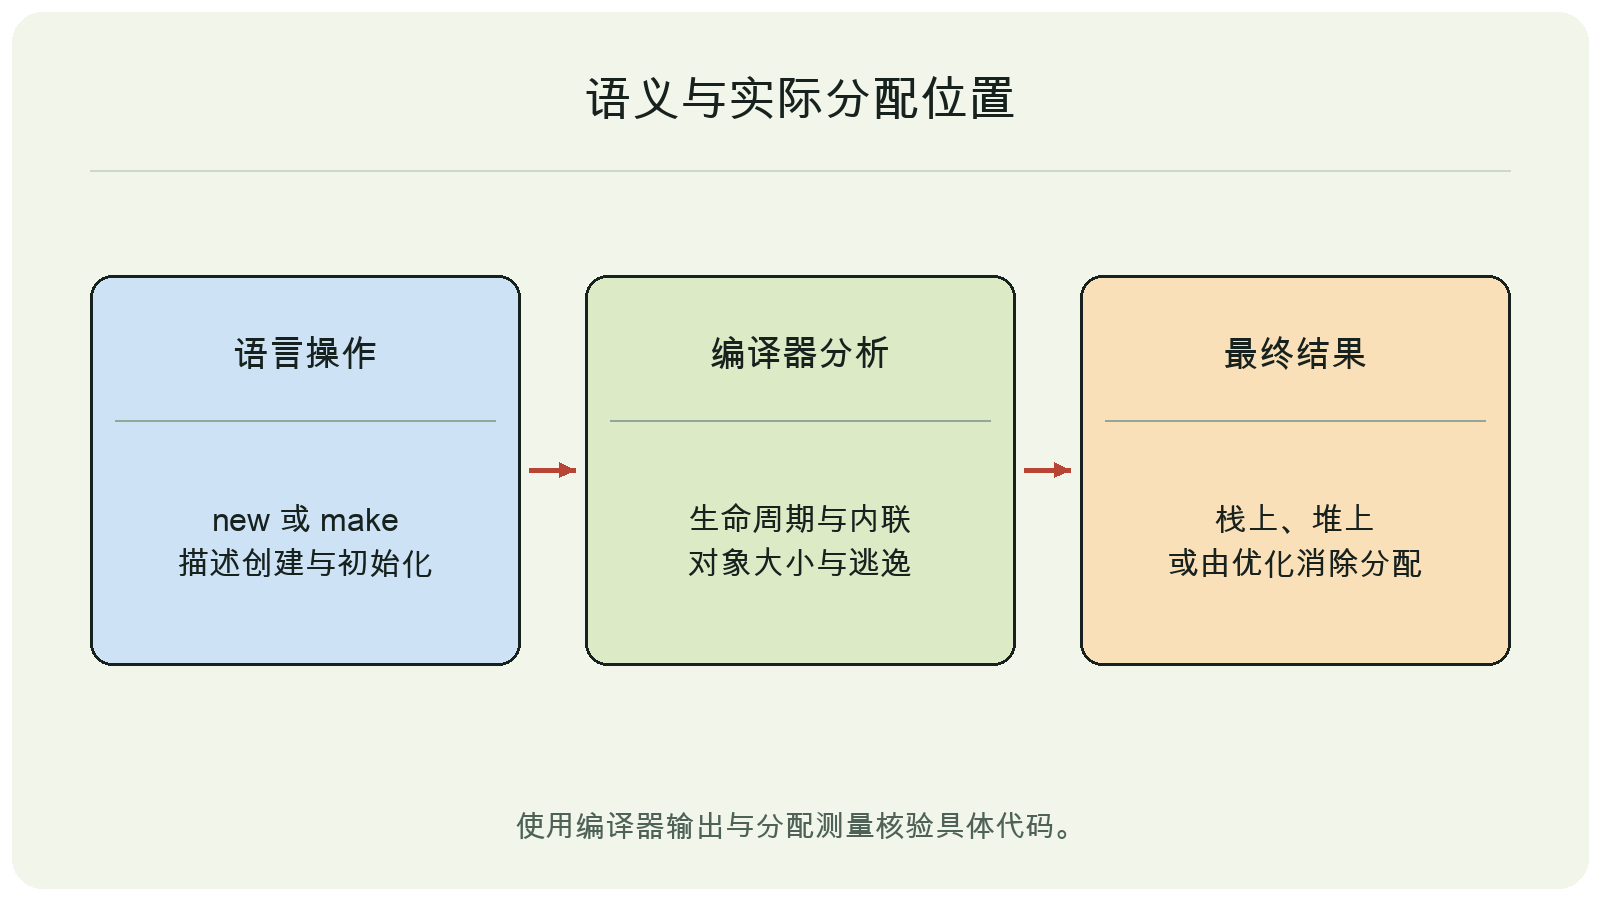 语义与实际分配位置
语言操作
new 或 make
描述创建与初始化
编译器分析
生命周期与内联
对象大小与逃逸
最终结果
栈上、堆上
或由优化消除分配
使用编译器输出与分配测量核验具体代码。